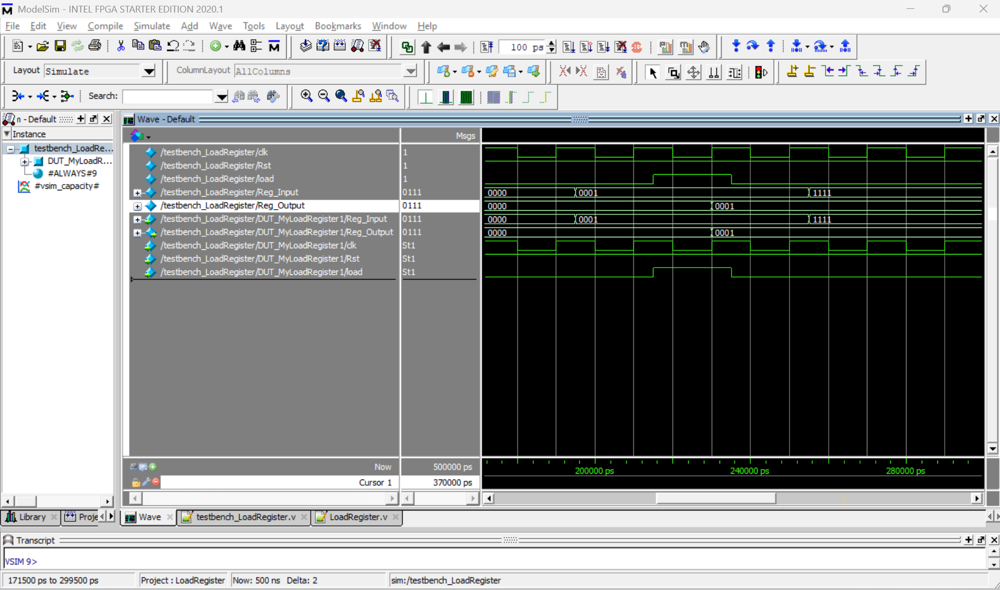 ModelSim - INTEL FPGA STARTER EDITION 2020.1
File Edit View Compile Simulate Add Wave Tools Layout Bookmarks Window Help
100 ps
Layout Simulate
ColumnLayout AllColumns
Search:
n - Default
Wave - Default
Instance
testbench_LoadRe...
DUT_MyLoadR...
#ALWAYS#9
#vsim_capacity#
Msgs
/testbench_LoadRegister/clk 1
/testbench_LoadRegister/Rst 1
/testbench_LoadRegister/load 1
/testbench_LoadRegister/Reg_Input 0111 0000 0001 1111
/testbench_LoadRegister/Reg_Output 0111 0000 0001
/testbench_LoadRegister/DUT_MyLoadRegister1/Reg_Input 0111 0000 0001 1111
/testbench_LoadRegister/DUT_MyLoadRegister1/Reg_Output 0111 0000 0001
/testbench_LoadRegister/DUT_MyLoadRegister1/clk St1
/testbench_LoadRegister/DUT_MyLoadRegister1/Rst St1
/testbench_LoadRegister/DUT_MyLoadRegister1/load St1
Now 500000 ps 200000 ps 240000 ps 280000 ps
Cursor 1 370000 ps
Library Proje
Wave testbench_LoadRegister.v LoadRegister.v
Transcript
VSIM 9>
171500 ps to 299500 ps Project : LoadRegister Now: 500 ns Delta: 2 sim:/testbench_LoadRegister